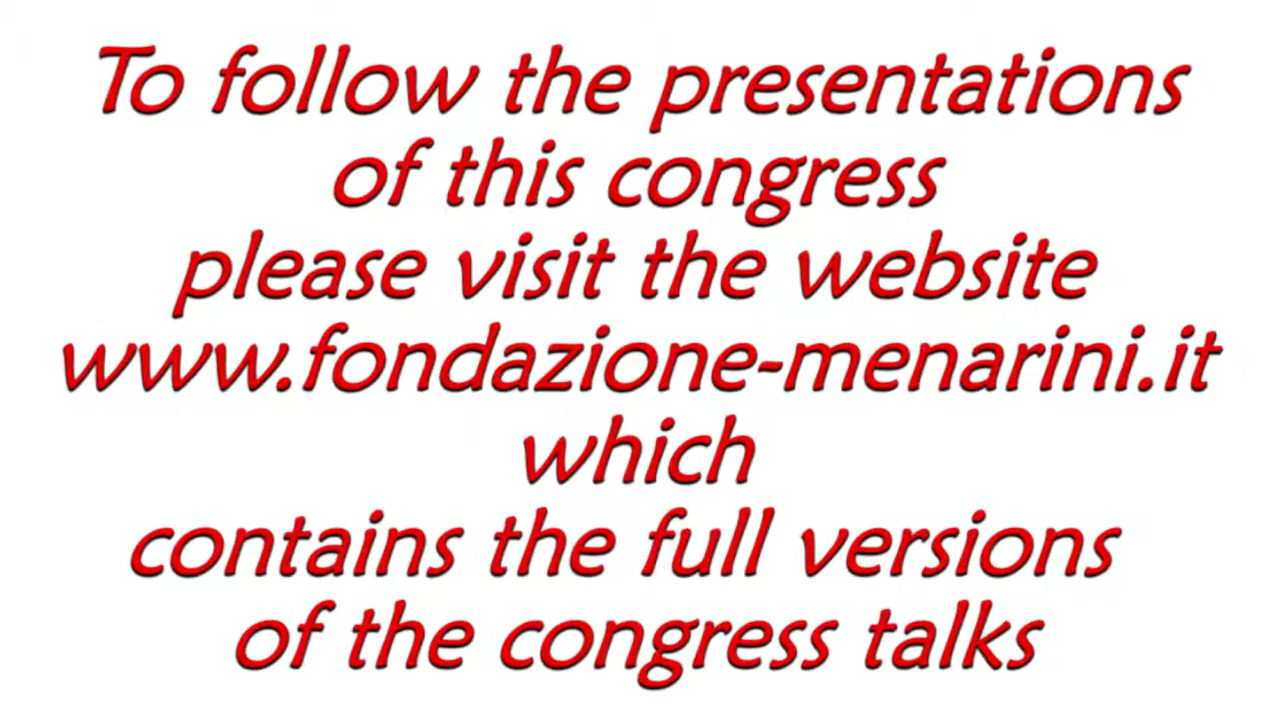 To follow the presentations
of this congress
please visit the website
www.fondazione-menarini.it
which
contains the full versions
of the congress talks